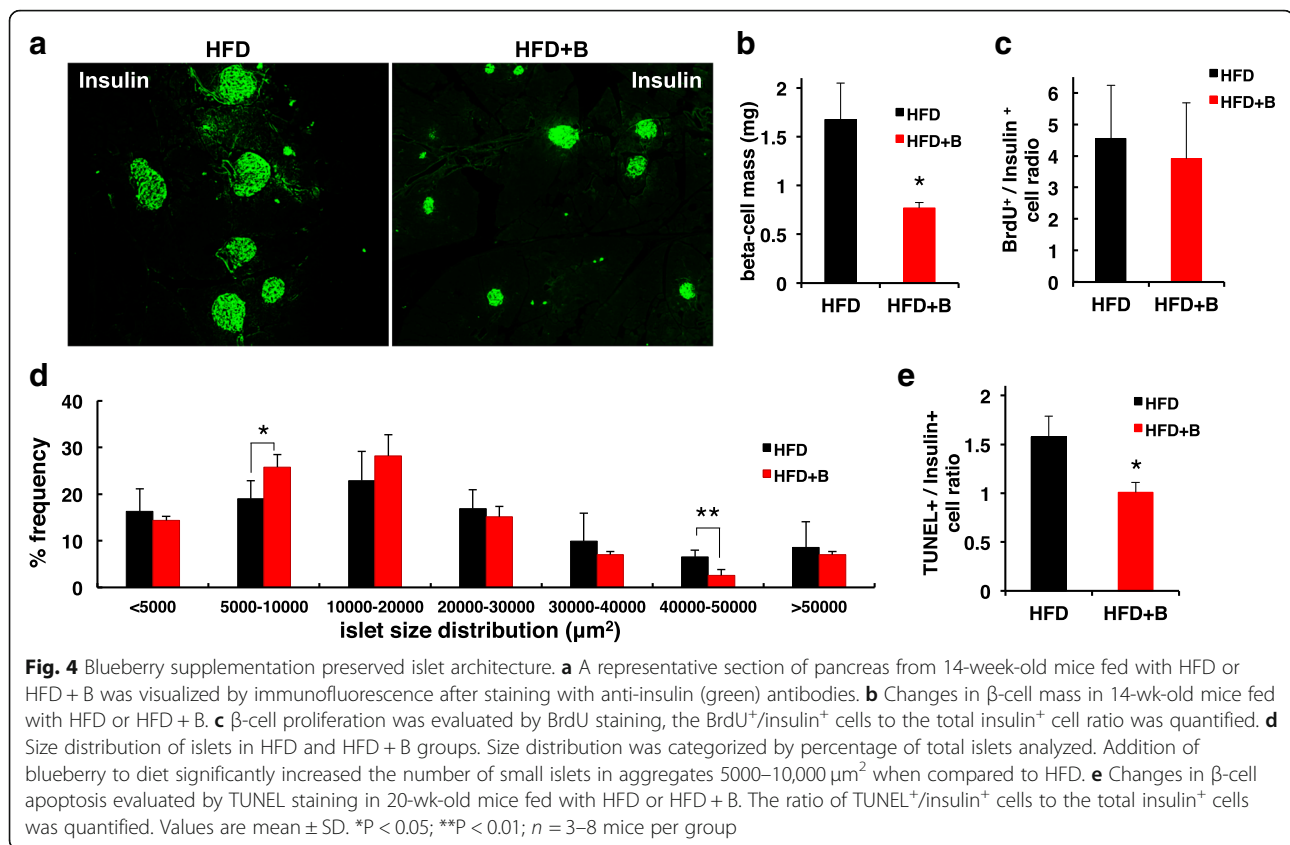 a
HFD
HFD+B
Insulin
Insulin
b
beta-cell mass (mg)
2
1.5
1
0.5
0
HFD
HFD+B
*
HFD
HFD+B
c
BrdU⁺ / Insulin ⁺
cell radio
6
5
4
3
2
1
0
HFD
HFD+B
HFD
HFD+B
d
% frequency
40
30
20
10
0
*
**
HFD
HFD+B
<5000
5000-10000
10000-20000
20000-30000
30000-40000
40000-50000
>50000
islet size distribution (µm²)
e
TUNEL+ / Insulin+
cell ratio
2
1.5
1
0.5
0
*
HFD
HFD+B
HFD
HFD+B
Fig. 4 Blueberry supplementation preserved islet architecture. a A representative section of pancreas from 14-week-old mice fed with HFD or
HFD + B was visualized by immunofluorescence after staining with anti-insulin (green) antibodies. b Changes in β-cell mass in 14-wk-old mice fed
with HFD or HFD + B. c β-cell proliferation was evaluated by BrdU staining, the BrdU⁺/insulin⁺ cells to the total insulin⁺ cell ratio was quantified. d
Size distribution of islets in HFD and HFD + B groups. Size distribution was categorized by percentage of total islets analyzed. Addition of
blueberry to diet significantly increased the number of small islets in aggregates 5000–10,000 µm² when compared to HFD. e Changes in β-cell
apoptosis evaluated by TUNEL staining in 20-wk-old mice fed with HFD or HFD + B. The ratio of TUNEL⁺/insulin⁺ cells to the total insulin⁺ cells
was quantified. Values are mean ± SD. *P < 0.05; **P < 0.01; n = 3–8 mice per group